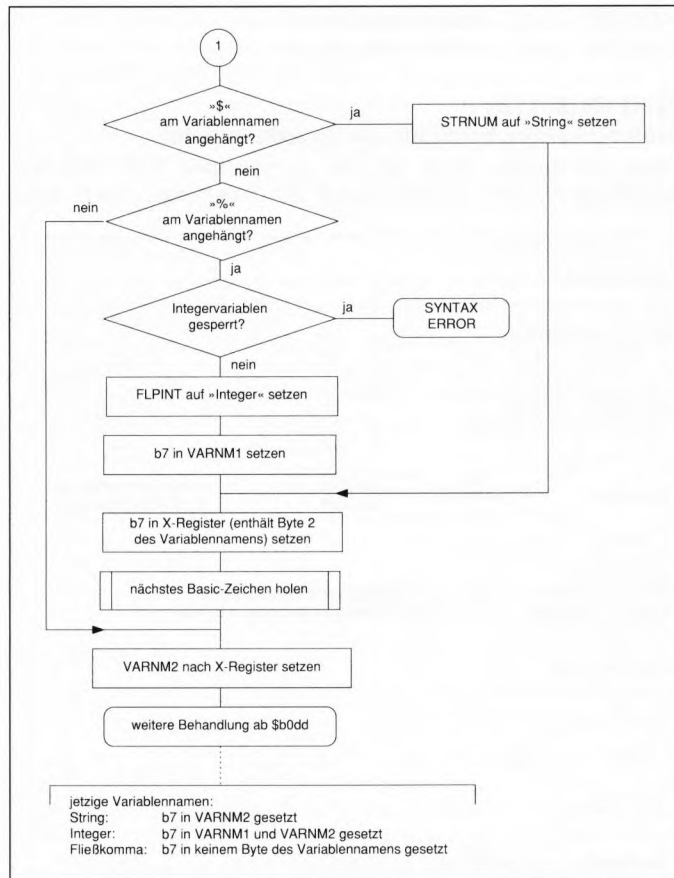 1
»$«
am Variablennamen
angehängt?
ja
STRNUM auf »String« setzen
nein
»%«
am Variablennamen
angehängt?
nein
ja
Integervariablen
gesperrt?
ja
SYNTAX
ERROR
nein
FLPINT auf »Integer« setzen
b7 in VARNM1 setzen
b7 in X-Register (enthält Byte 2
des Variablennamens) setzen
nächstes Basic-Zeichen holen
VARNM2 nach X-Register setzen
weitere Behandlung ab $b0dd
jetzige Variablennamen:
String: b7 in VARNM2 gesetzt
Integer: b7 in VARNM1 und VARNM2 gesetzt
Fließkomma: b7 in keinem Byte des Variablennamens gesetzt